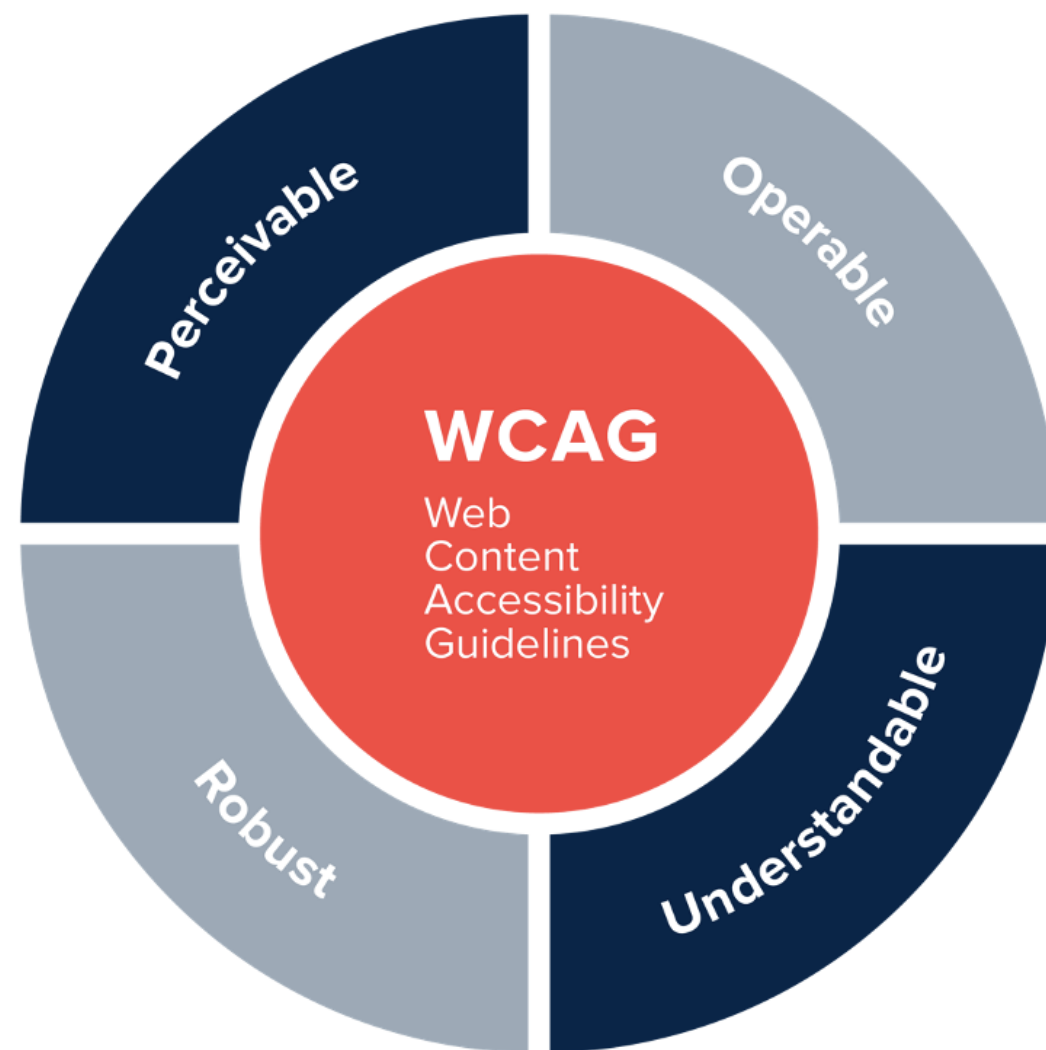 Perceivable
Operable
WCAG
Web
Content
Accessibility
Guidelines
Robust
Understandable